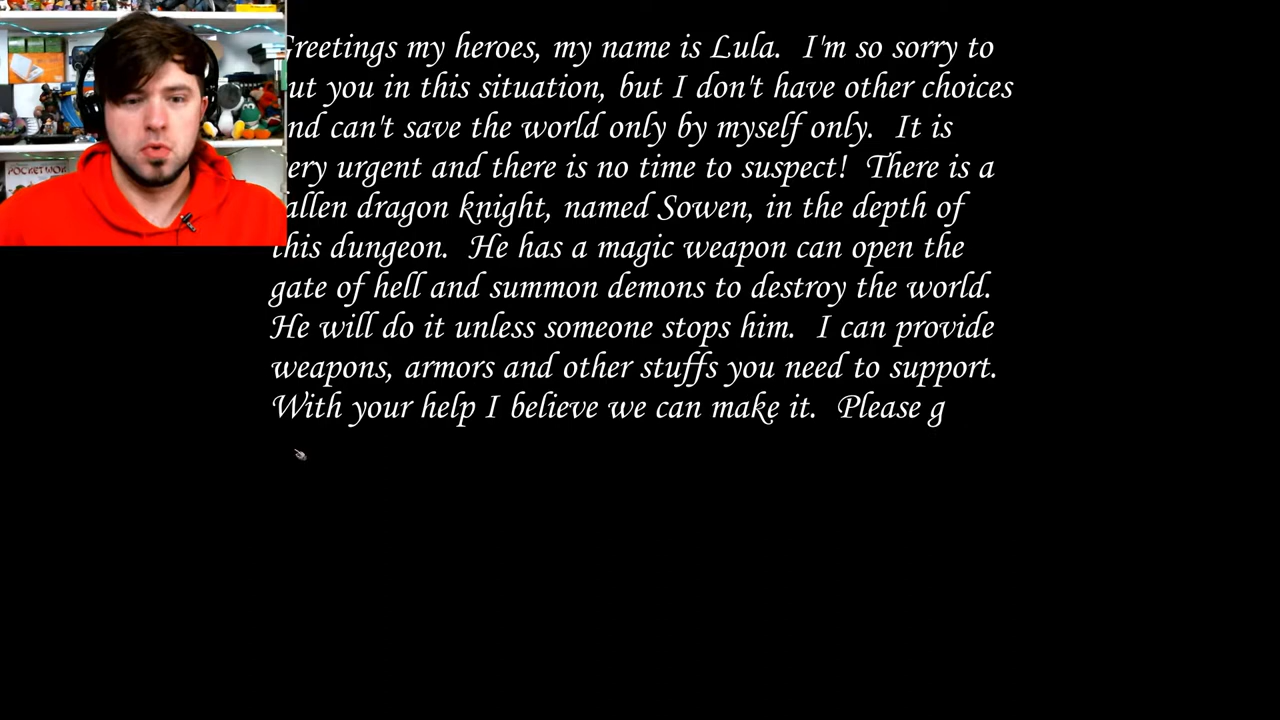 Greetings my heroes, my name is Lula. I'm so sorry to
ut you in this situation, but I don't have other choices
nd can't save the world only by myself only. It is
ery urgent and there is no time to suspect! There is a
allen dragon knight, named Sowen, in the depth of
this dungeon. He has a magic weapon can open the
gate of hell and summon demons to destroy the world.
He will do it unless someone stops him. I can provide
weapons, armors and other stuffs you need to support.
With your help I believe we can make it. Please g